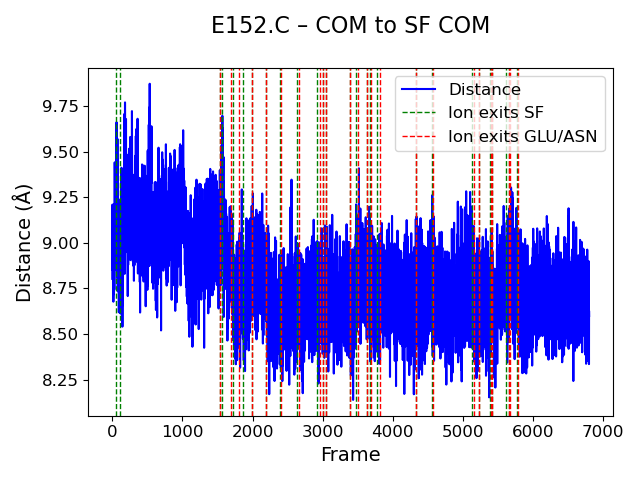 E152.C – COM to SF COM
Distance
Ion exits SF
Ion exits GLU/ASN
Distance (Å)
9.75
9.50
9.25
9.00
8.75
8.50
8.25
0 1000 2000 3000 4000 5000 6000 7000
Frame